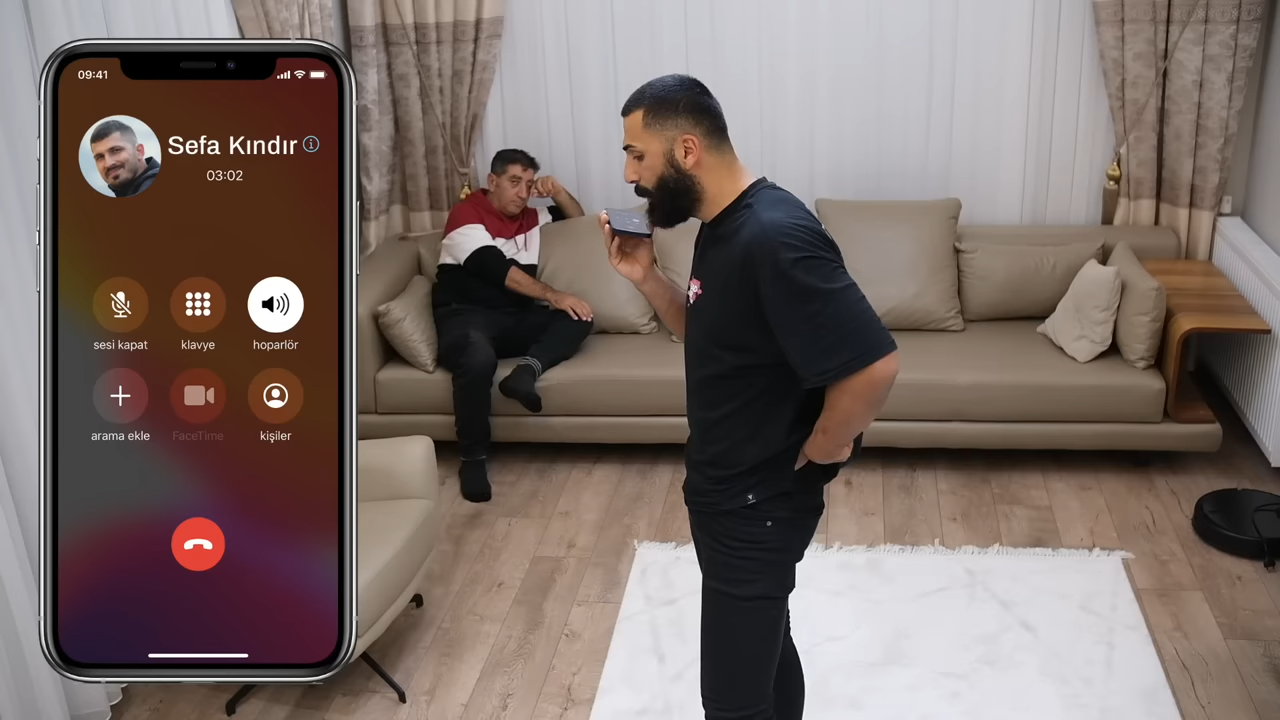 09:41
Sefa Kındır
03:02
sesi kapat
klavye
hoparlör
arama ekle
FaceTime
kişiler